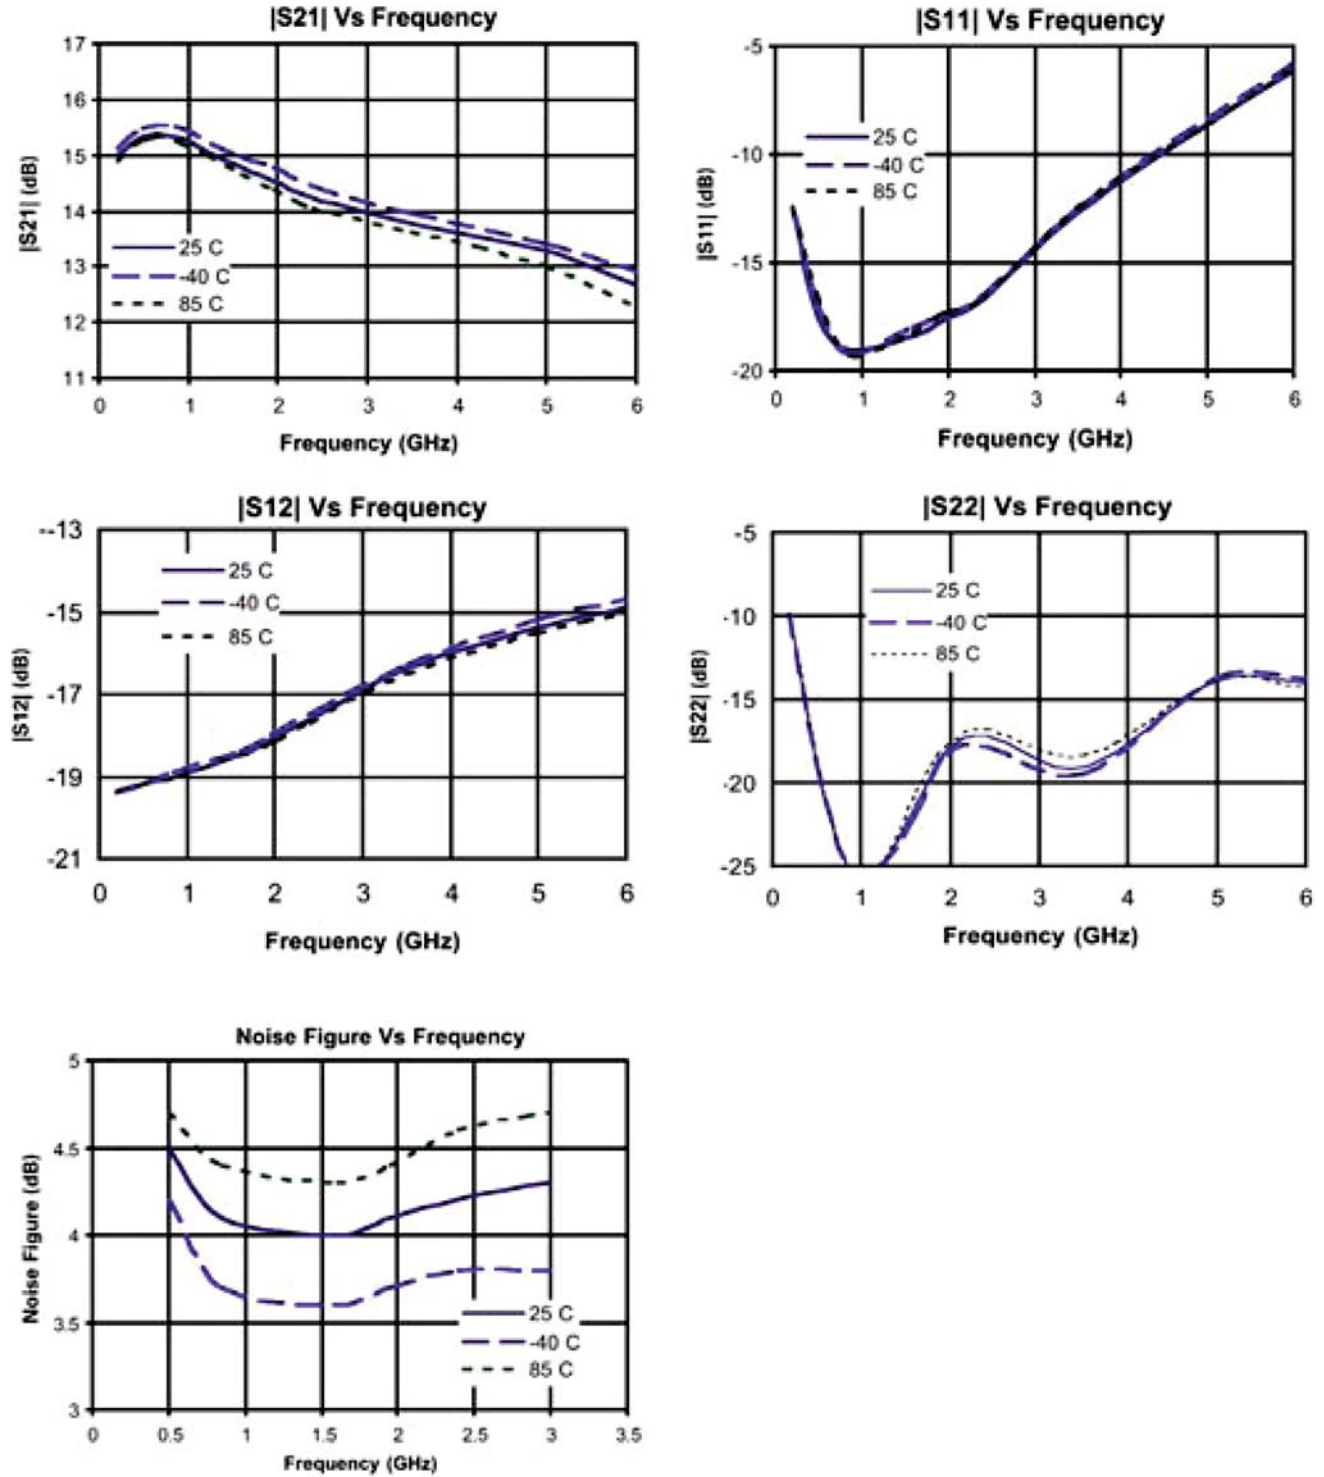 |S21| Vs Frequency
17
16
15
14
13
12
11
|S21| (dB)
25 C
-40 C
85 C
0 1 2 3 4 5 6
Frequency (GHz)
|S11| Vs Frequency
-5
-10
-15
-20
|S11| (dB)
25 C
-40 C
85 C
0 1 2 3 4 5 6
Frequency (GHz)
|S12| Vs Frequency
--13
-15
-17
-19
-21
|S12| (dB)
25 C
-40 C
85 C
0 1 2 3 4 5 6
Frequency (GHz)
|S22| Vs Frequency
-5
-10
-15
-20
-25
|S22| (dB)
25 C
-40 C
85 C
0 1 2 3 4 5 6
Frequency (GHz)
Noise Figure Vs Frequency
5
4.5
4
3.5
3
Noise Figure (dB)
25 C
-40 C
85 C
0 0.5 1 1.5 2 2.5 3 3.5
Frequency (GHz)